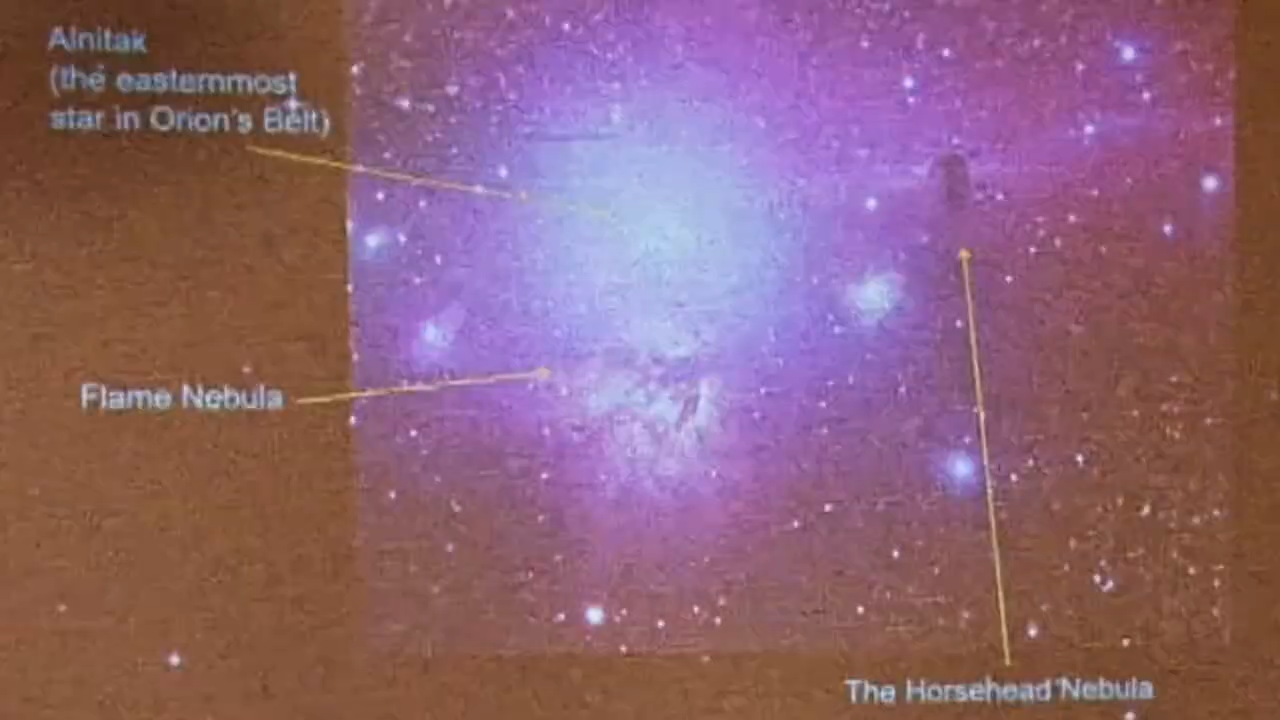 Alnitak
(the easternmost
star in Orion's Belt)
Flame Nebula
The Horsehead Nebula